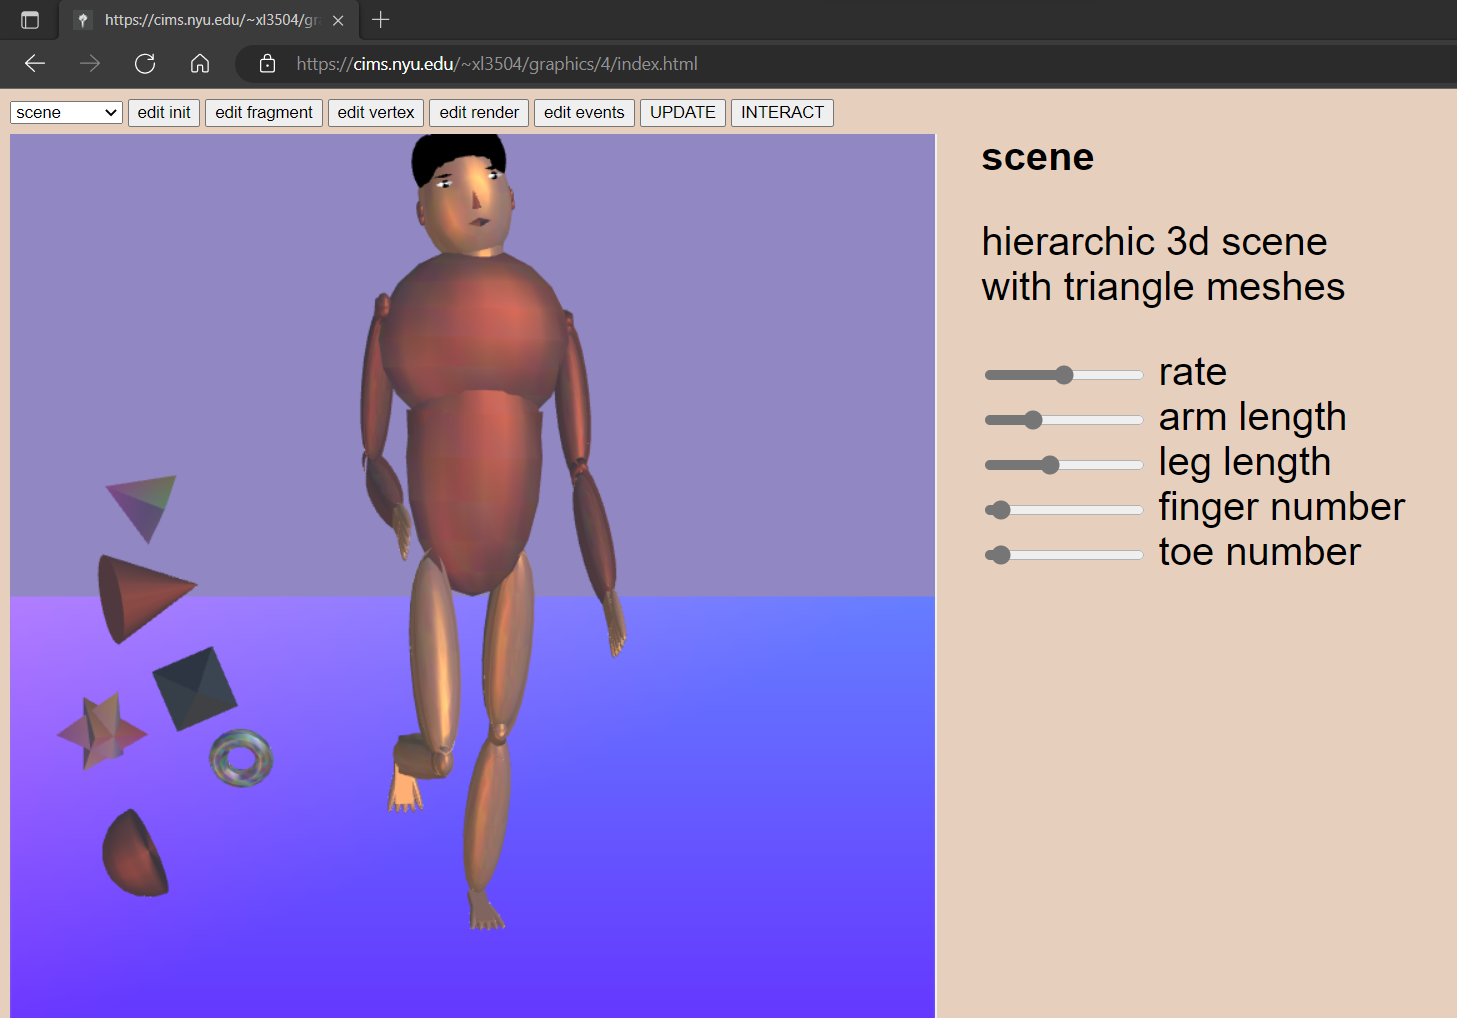 https://cims.nyu.edu/~xl3504/gr
https://cims.nyu.edu/~xl3504/graphics/4/index.html
scene edit init edit fragment edit vertex edit render edit events UPDATE INTERACT
scene
hierarchic 3d scene
with triangle meshes
rate
arm length
leg length
finger number
toe number